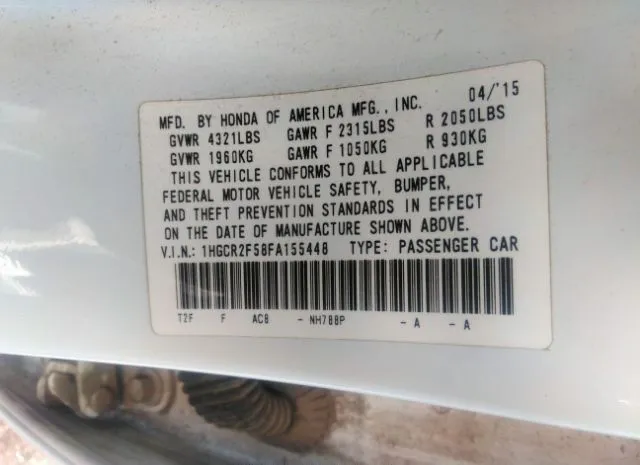 MFD. BY HONDA OF AMERICA MFG., INC. 04/'15
GVWR 4321LBS GAWR F 2315LBS R 2050LBS
GVWR 1960KG GAWR F 1050KG R 930KG
THIS VEHICLE CONFORMS TO ALL APPLICABLE
FEDERAL MOTOR VEHICLE SAFETY, BUMPER,
AND THEFT PREVENTION STANDARDS IN EFFECT
ON THE DATE OF MANUFACTURE SHOWN ABOVE.
V.I.N.: 1HGCR2F58FA155448 TYPE: PASSENGER CAR
T2F F AC8 - NH788P - A - A